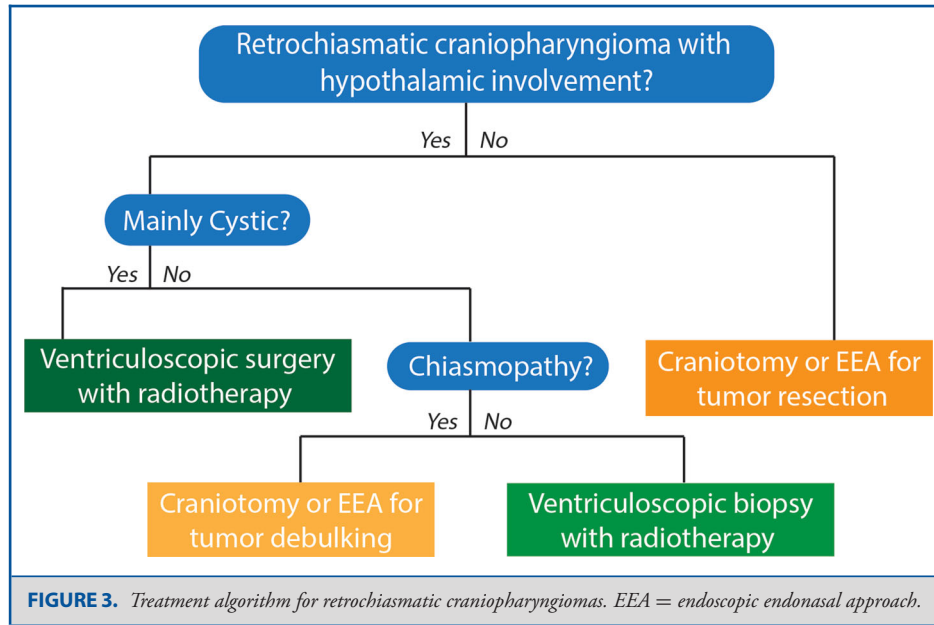 Retrochiasmatic craniopharyngioma with
hypothalamic involvement?
Yes No
Mainly Cystic?
Yes No
Ventriculoscopic surgery
with radiotherapy
Chiasmopathy?
Craniotomy or EEA for
tumor resection
Yes No
Craniotomy or EEA for
tumor debulking
Ventriculoscopic biopsy
with radiotherapy
FIGURE 3. Treatment algorithm for retrochiasmatic craniopharyngiomas. EEA = endoscopic endonasal approach.